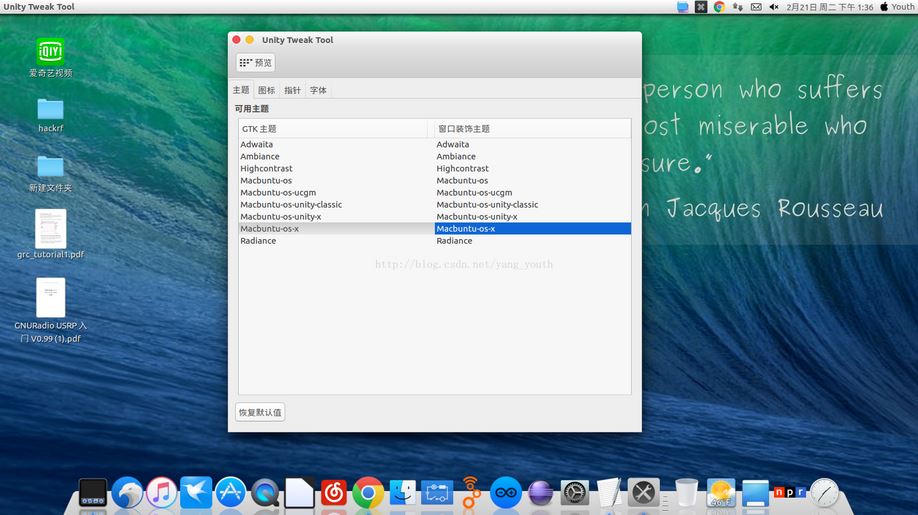 Unity Tweak Tool
2月21日 周二 下午 1:36
Youth
爱奇艺视频
hackrf
新建文件夹
grc_tutorial1.pdf
GNURadio USRP 入
门 V0.99 (1).pdf
Unity Tweak Tool
预览
主题 图标 指针 字体
可用主题
GTK 主题 窗口装饰主题
Adwaita Adwaita
Ambiance Ambiance
Highcontrast Highcontrast
Macbuntu-os Macbuntu-os
Macbuntu-os-ucgm Macbuntu-os-ucgm
Macbuntu-os-unity-classic Macbuntu-os-unity-classic
Macbuntu-os-unity-x Macbuntu-os-unity-x
Macbuntu-os-x Macbuntu-os-x
Radiance Radiance
http://blog.csdn.net/yang_youth
恢复默认值
person who suffers
ost miserable who
sure."
Jacques Rousseau
QIYI
npr